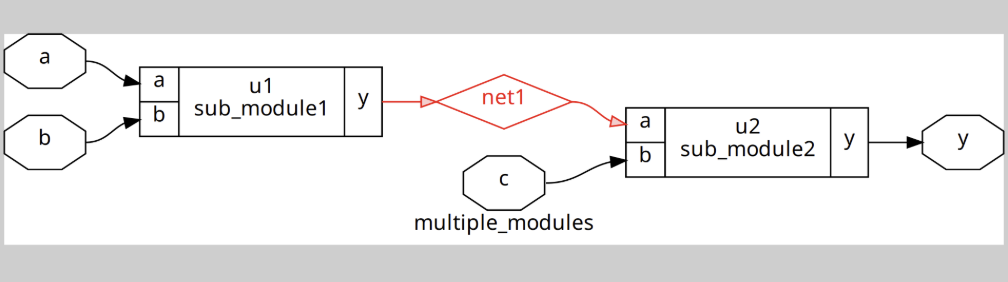 a
b
a
b
u1
sub_module1
y
net1
c
a
b
u2
sub_module2
y
y
multiple_modules